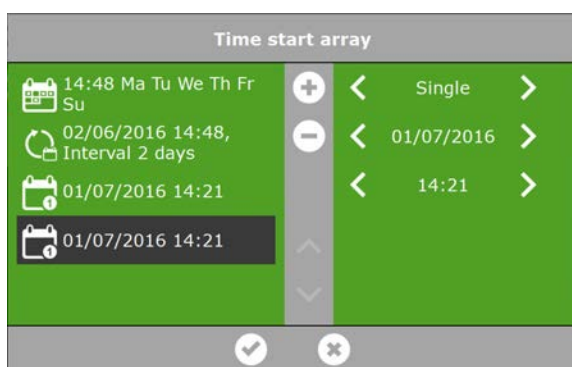 Time start array
14:48 Ma Tu We Th Fr
Su
02/06/2016 14:48,
Interval 2 days
01/07/2016 14:21
01/07/2016 14:21
Single
01/07/2016
14:21